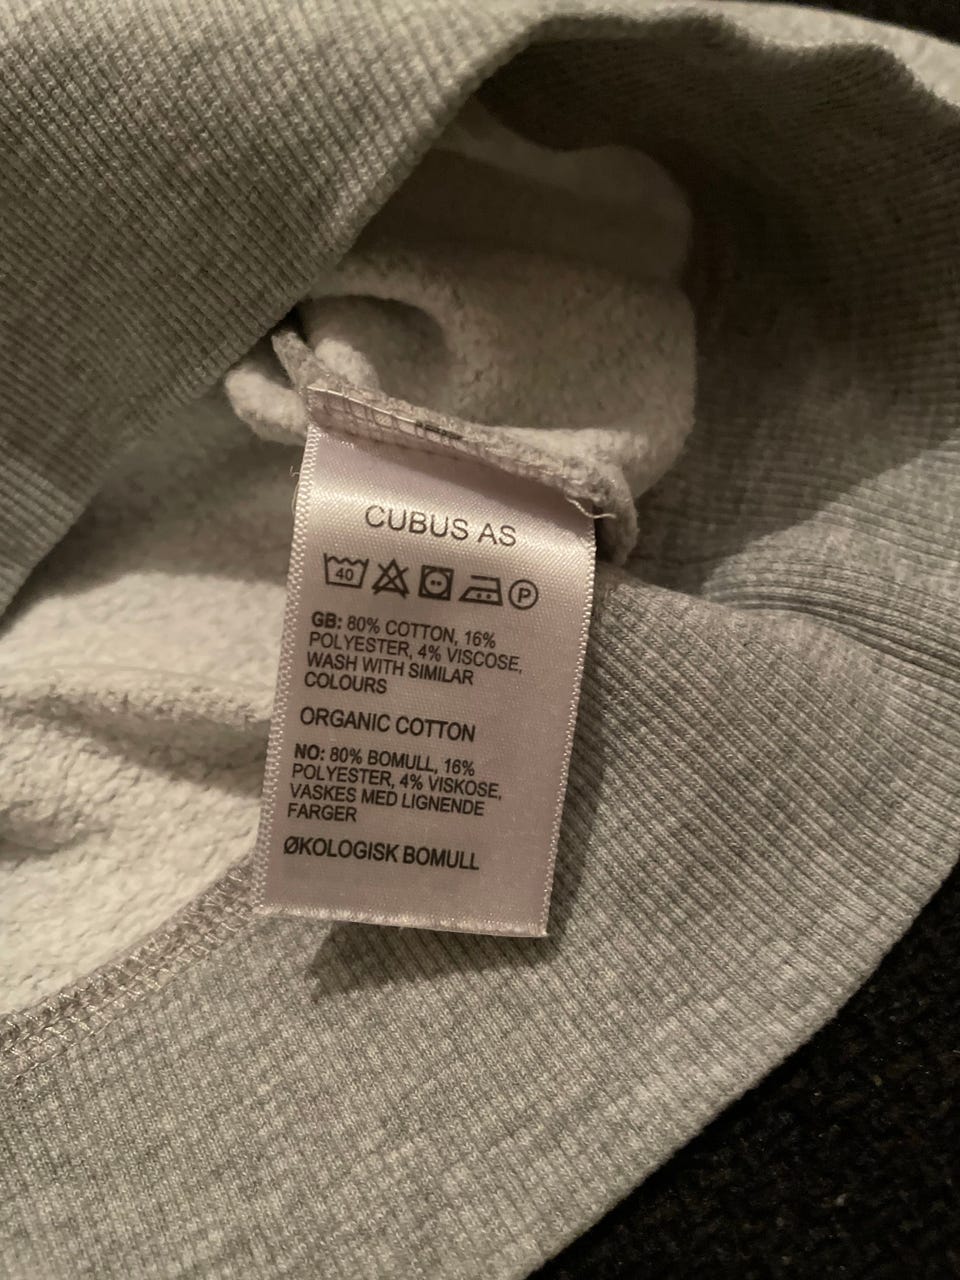 CUBUS AS
40 P
GB: 80% COTTON, 16%
POLYESTER, 4% VISCOSE,
WASH WITH SIMILAR
COLOURS
ORGANIC COTTON
NO: 80% BOMULL, 16%
POLYESTER, 4% VISKOSE,
VASKES MED LIGNENDE
FARGER
ØKOLOGISK BOMULL